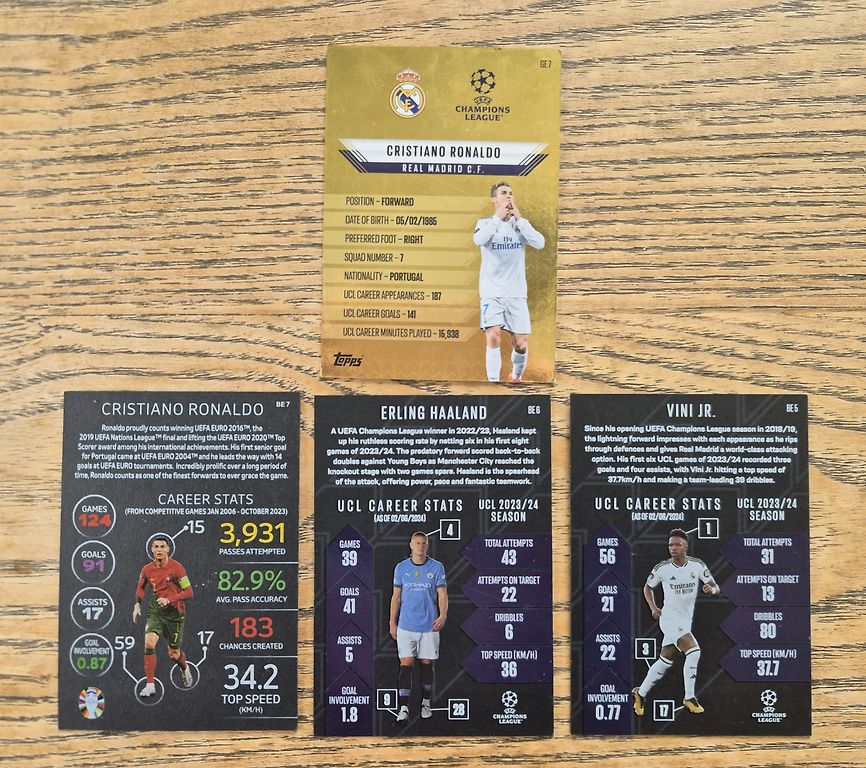 GE7
UEFA
CHAMPIONS
LEAGUE
CRISTIANO RONALDO
REAL MADRID C.F.
POSITION – FORWARD
DATE OF BIRTH – 05/02/1985
PREFERRED FOOT – RIGHT
SQUAD NUMBER – 7
NATIONALITY – PORTUGAL
UCL CAREER APPEARANCES – 187
UCL CAREER GOALS – 141
UCL CAREER MINUTES PLAYED – 15,938
Fly
Emirates
7
Topps
CRISTIANO RONALDO
BE 7
Ronaldo proudly counts winning UEFA EURO 2016™, the
2019 UEFA Nations League™ final and lifting the UEFA EURO 2020™ Top
Scorer award among his international achievements. His first senior goal
for Portugal came at UEFA EURO 2004™ and he leads the way with 14
goals at UEFA EURO tournaments. Incredibly prolific over a long period of
time, Ronaldo counts as one of the finest forwards to ever grace the game.
CAREER STATS
(FROM COMPETITIVE GAMES JAN 2006 - OCTOBER 2023)
GAMES
124
GOALS
91
ASSISTS
17
GOAL
INVOLVEMENT
0.87
15
59
17
7
3,931
PASSES ATTEMPTED
82.9%
AVG. PASS ACCURACY
183
CHANCES CREATED
34.2
TOP SPEED
(KM/H)
ERLING HAALAND
BE6
A UEFA Champions League winner in 2022/23, Haaland kept
up his ruthless scoring rate by netting six in his first eight
games of 2023/24. The predatory forward scored back-to-back
doubles against Young Boys as Manchester City reached the
knockout stage with two games spare. Haaland is the spearhead
of the attack, offering power, pace and fantastic teamwork.
UCL CAREER STATS
(AS OF 02/06/2024)
GAMES
39
GOALS
41
ASSISTS
5
GOAL
INVOLVEMENT
1.8
4
9
28
ETIHAD
UCL 2023/24
SEASON
TOTAL ATTEMPTS
43
ATTEMPTS ON TARGET
22
DRIBBLES
6
TOP SPEED (KM/H)
36
UEFA
CHAMPIONS
LEAGUE
VINI JR.
BE5
Since his opening UEFA Champions League season in 2018/19,
the lightning forward impresses with each appearance as he rips
through defences and gives Real Madrid a world-class attacking
option. His first six UCL games of 2023/24 recorded three
goals and four assists, with Vini Jr. hitting a top speed of
37.7km/h and making a team-leading 39 dribbles.
UCL CAREER STATS
(AS OF 02/06/2024)
GAMES
56
GOALS
21
ASSISTS
22
GOAL
INVOLVEMENT
0.77
1
3
17
UCL 2023/24
SEASON
TOTAL ATTEMPTS
31
ATTEMPTS ON TARGET
13
DRIBBLES
80
TOP SPEED (KM/H)
37.7
UEFA
CHAMPIONS
LEAGUE